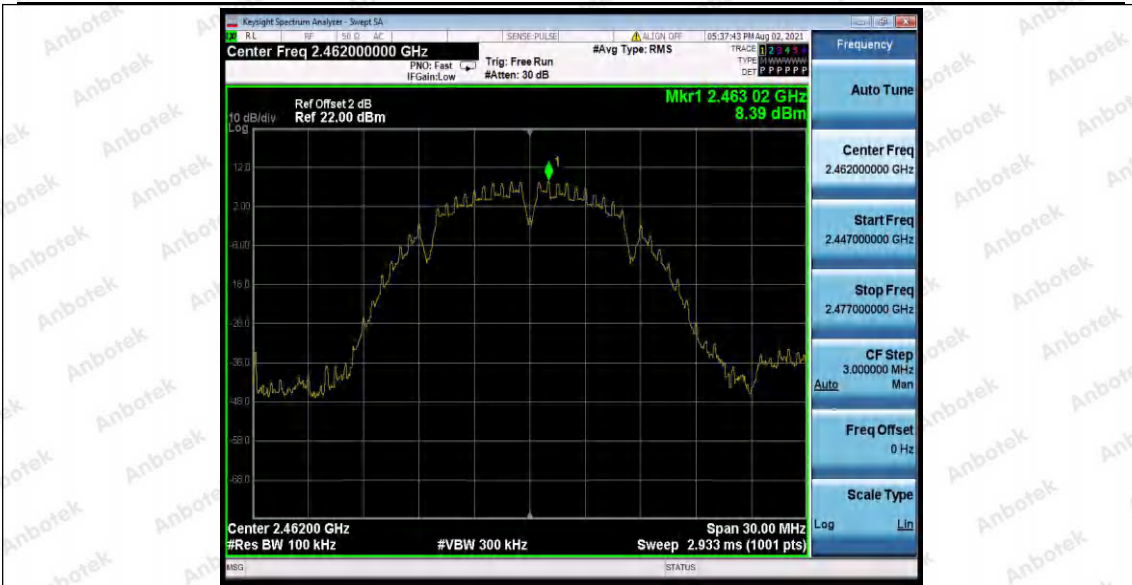 Keysight Spectrum Analyzer - Swept SA
RL RF 50 Ω AC SENSE:PULSE ALIGN OFF 05:37:43 PM Aug 02, 2021
Center Freq 2.462000000 GHz
PNO: Fast
IFGain:Low
Trig: Free Run
#Atten: 30 dB
#Avg Type: RMS
TRACE 1 2 3 4 5 6
TYPE M W W W W W
DET P P P P P P
Mkr1 2.463 02 GHz
8.39 dBm
Ref Offset 2 dB
10 dB/div Ref 22.00 dBm
Log
1
12.0
2.00
-8.00
-18.0
-28.0
-38.0
-48.0
-58.0
-68.0
Center 2.46200 GHz Span 30.00 MHz
#Res BW 100 kHz #VBW 300 kHz Sweep 2.933 ms (1001 pts)
MSG STATUS
Frequency
Auto Tune
Center Freq
2.462000000 GHz
Start Freq
2.447000000 GHz
Stop Freq
2.477000000 GHz
CF Step
3.000000 MHz
Auto Man
Freq Offset
0 Hz
Scale Type
Log Lin
Anbotek